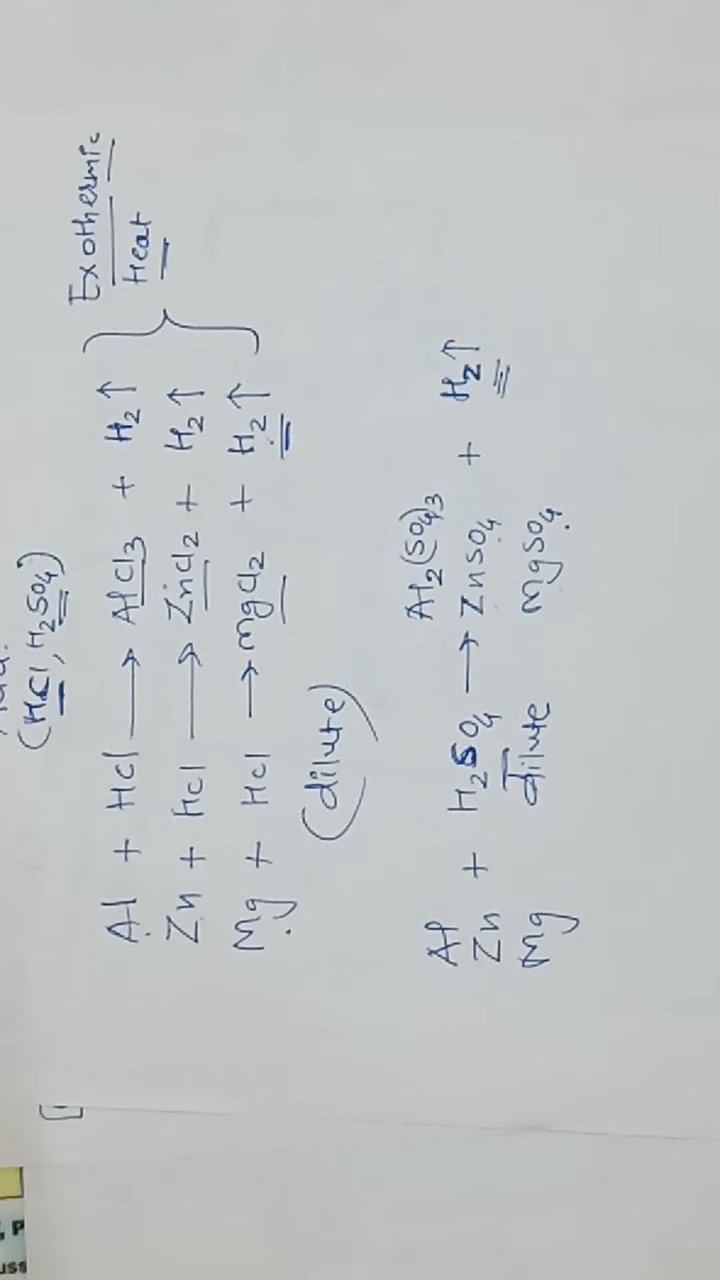 (HCl, H₂SO₄)
Al + HCl → AlCl₃ + H₂↑
Zn + HCl → ZnCl₂ + H₂↑
Mg + HCl → MgCl₂ + H₂↑
Exothermic
Heat
(dilute)
Al Al₂(SO₄)₃
Zn + H₂SO₄ → ZnSO₄ + H₂↑
Mg dilute MgSO₄